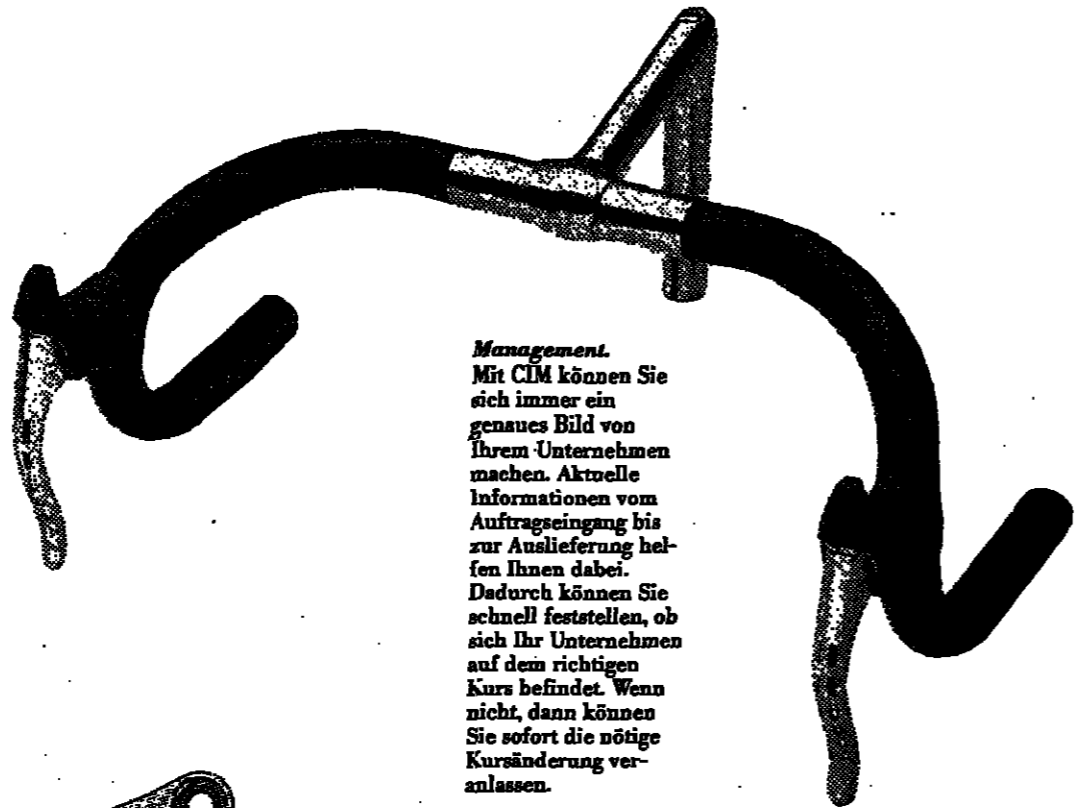 Management.
Mit CIM können Sie
sich immer ein
genaues Bild von
Ihrem Unternehmen
machen. Aktuelle
Informationen vom
Auftragseingang bis
zur Auslieferung hel-
fen Ihnen dabei.
Dadurch können Sie
schnell feststellen, ob
sich Ihr Unternehmen
auf dem richtigen
Kurs befindet. Wenn
nicht, dann können
Sie sofort die nötige
Kursänderung ver-
anlassen.